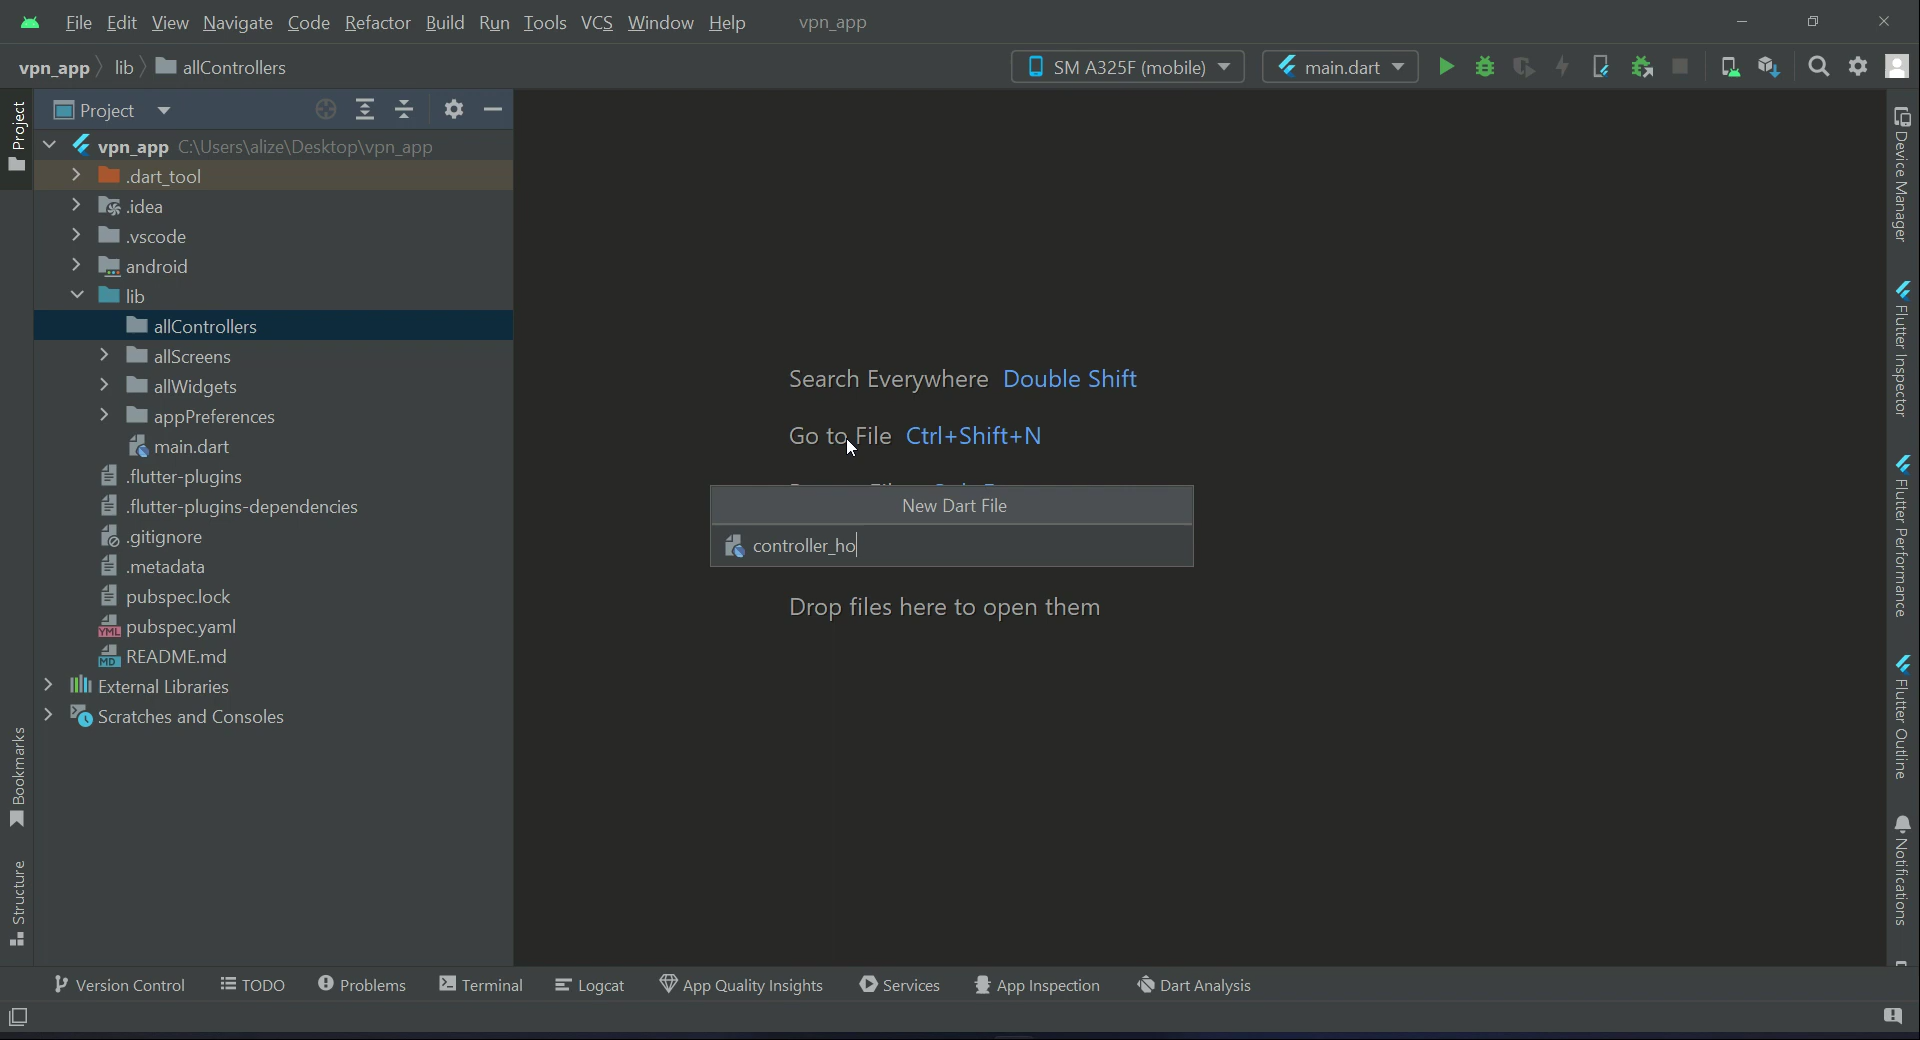 File Edit View Navigate Code Refactor Build Run Tools VCS Window Help vpn_app
vpn_app lib allControllers SM A325F (mobile) main.dart
Project
Project
vpn_app C:\Users\alize\Desktop\vpn_app
.dart_tool
.idea
.vscode
android
lib
allControllers
allScreens
allWidgets
appPreferences
main.dart
.flutter-plugins
.flutter-plugins-dependencies
.gitignore
.metadata
pubspec.lock
YML pubspec.yaml
MD README.md
External Libraries
Scratches and Consoles
Bookmarks
Structure
Search Everywhere Double Shift
Go to File Ctrl+Shift+N
New Dart File
controller_ho
Drop files here to open them
Device Manager
Flutter Inspector
Flutter Performance
Flutter Outline
Notifications
Version Control TODO Problems Terminal Logcat App Quality Insights Services App Inspection Dart Analysis